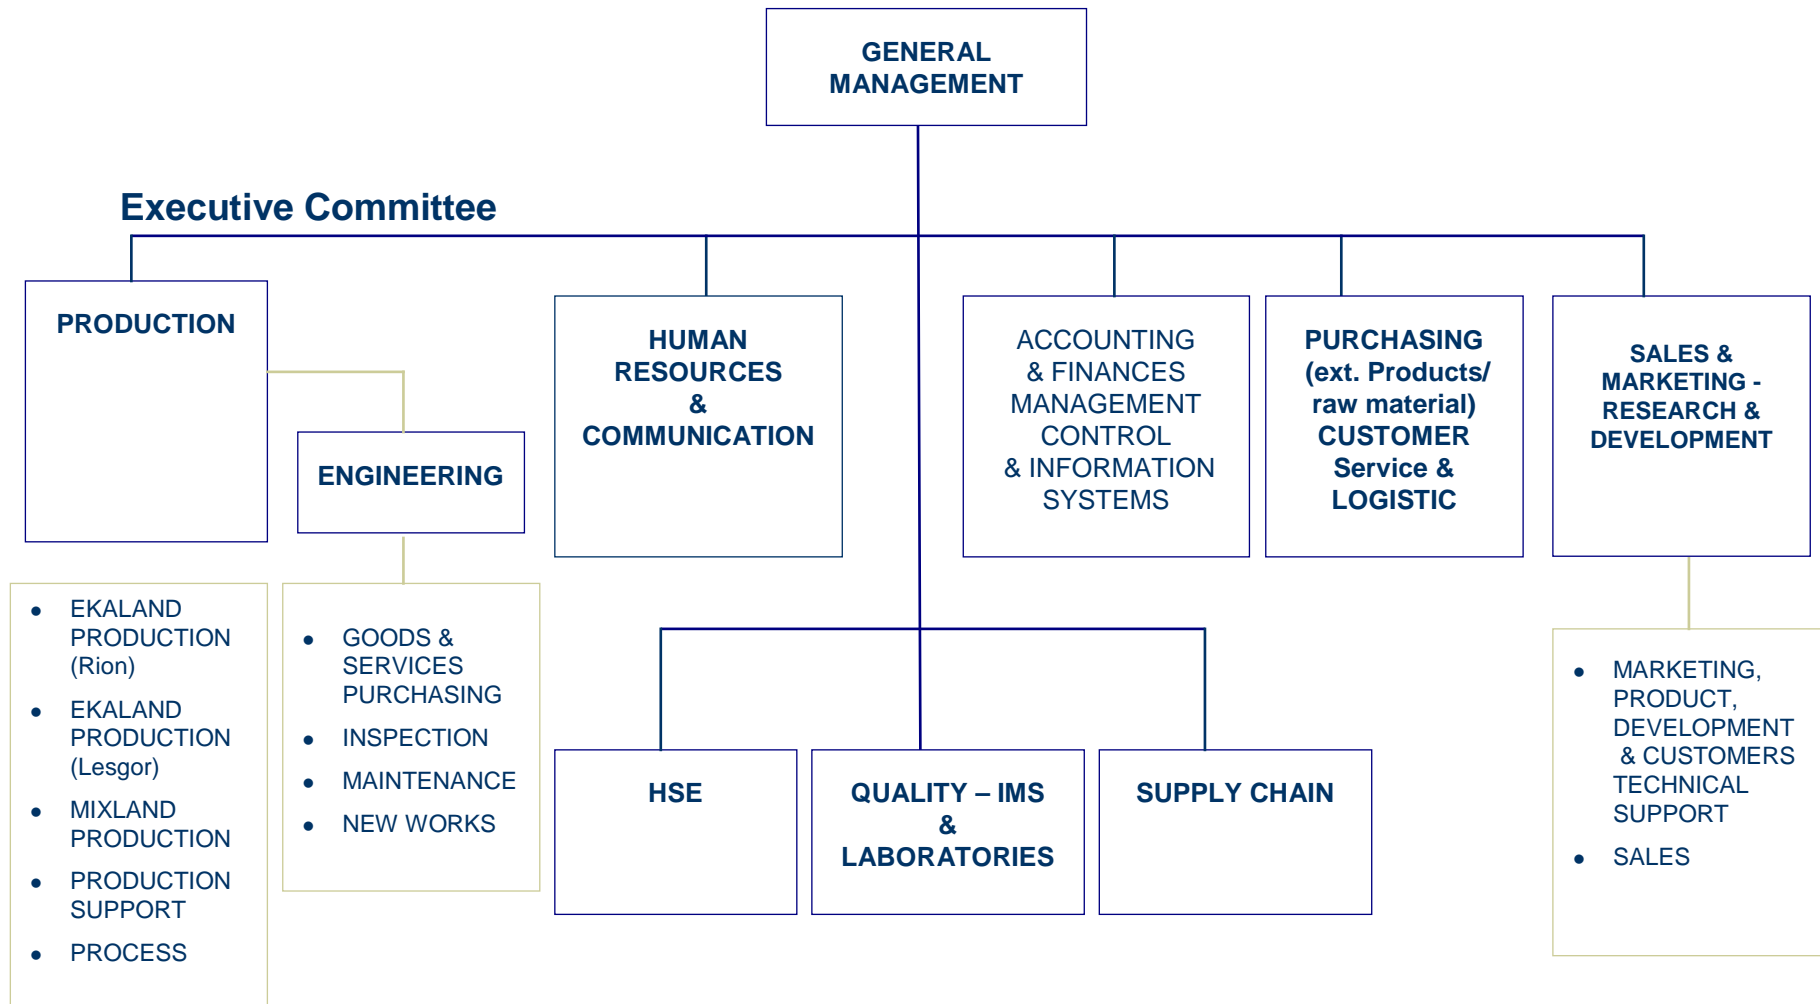 GENERAL
MANAGEMENT
Executive Committee
PRODUCTION
ENGINEERING
HUMAN
RESOURCES
&
COMMUNICATION
ACCOUNTING
& FINANCES
MANAGEMENT
CONTROL
& INFORMATION
SYSTEMS
PURCHASING
(ext. Products/
raw material)
CUSTOMER
Service &
LOGISTIC
SALES &
MARKETING -
RESEARCH &
DEVELOPMENT
● EKALAND
PRODUCTION
(Rion)
● EKALAND
PRODUCTION
(Lesgor)
● MIXLAND
PRODUCTION
● PRODUCTION
SUPPORT
● PROCESS
● GOODS &
SERVICES
PURCHASING
● INSPECTION
● MAINTENANCE
● NEW WORKS
HSE
QUALITY – IMS
&
LABORATORIES
SUPPLY CHAIN
● MARKETING,
PRODUCT,
DEVELOPMENT
& CUSTOMERS
TECHNICAL
SUPPORT
● SALES